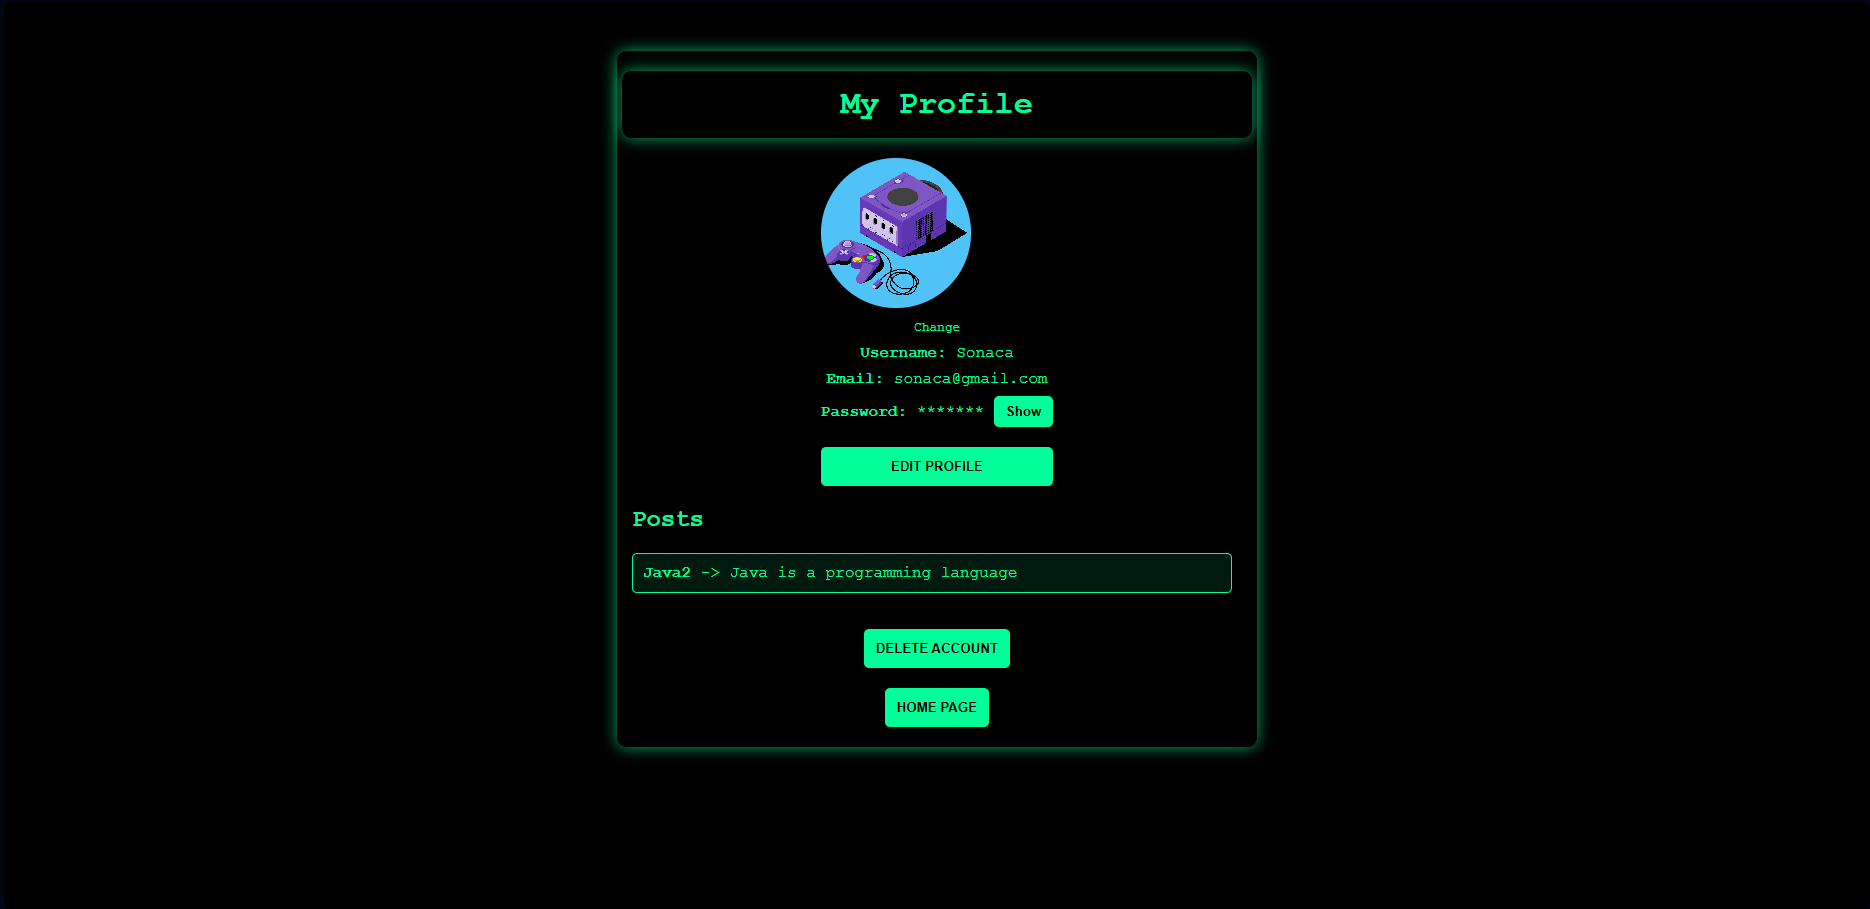 My Profile
Change
Username: Sonaca
Email: sonaca@gmail.com
Password: ******* Show
EDIT PROFILE
Posts
Java2 -> Java is a programming language
DELETE ACCOUNT
HOME PAGE